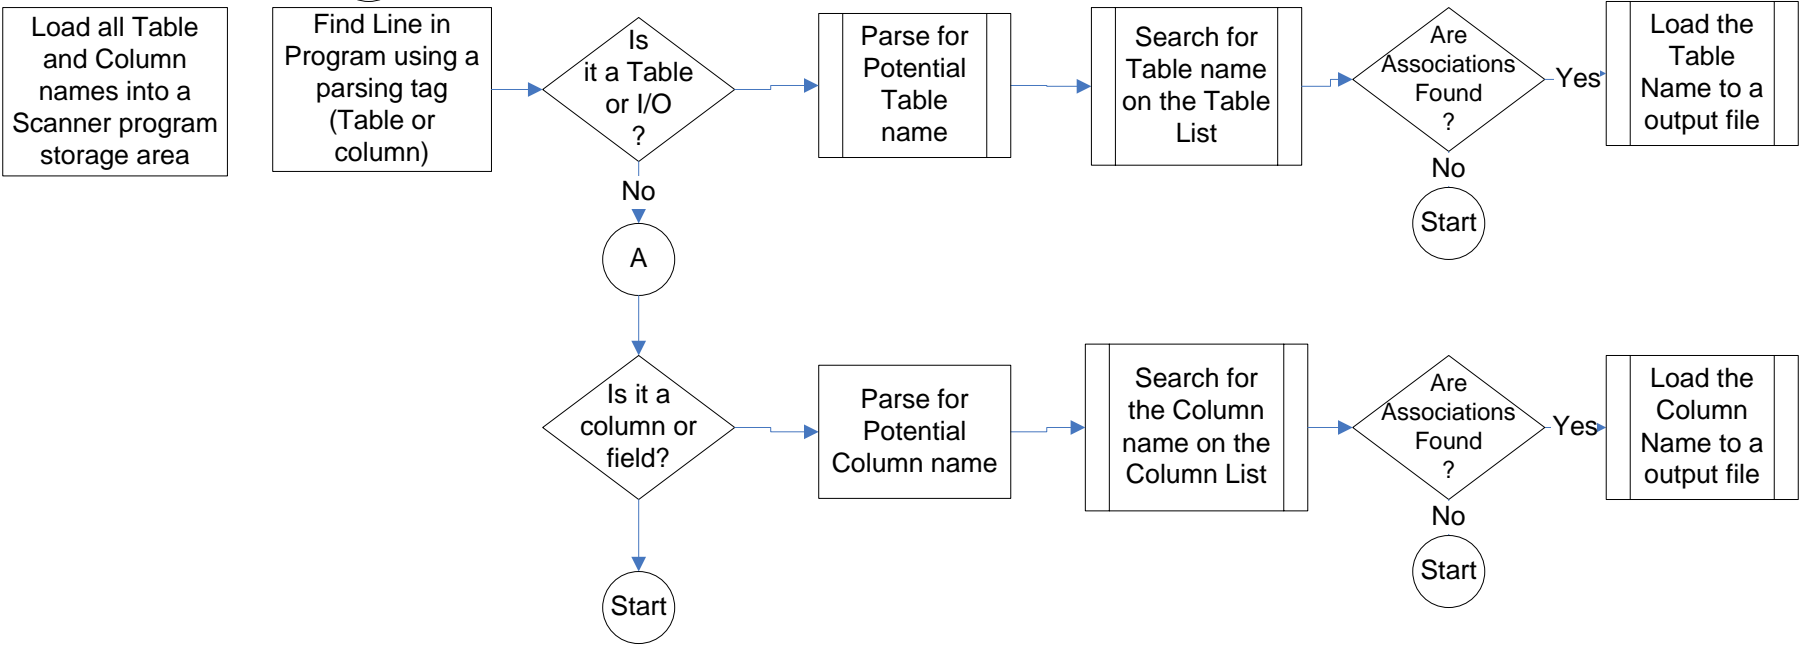 Load all Table
and Column
names into a
Scanner program
storage area
Find Line in
Program using a
parsing tag
(Table or
column)
Is
it a Table
or I/O
?
Parse for
Potential
Table
name
Search for
Table name
on the Table
List
Are
Associations
Found
?
Yes
Load the
Table
Name to a
output file
No
No
Start
A
Is it a
column or
field?
Parse for
Potential
Column name
Search for
the Column
name on the
Column List
Are
Associations
Found
?
Yes
Load the
Column
Name to a
output file
No
Start
Start